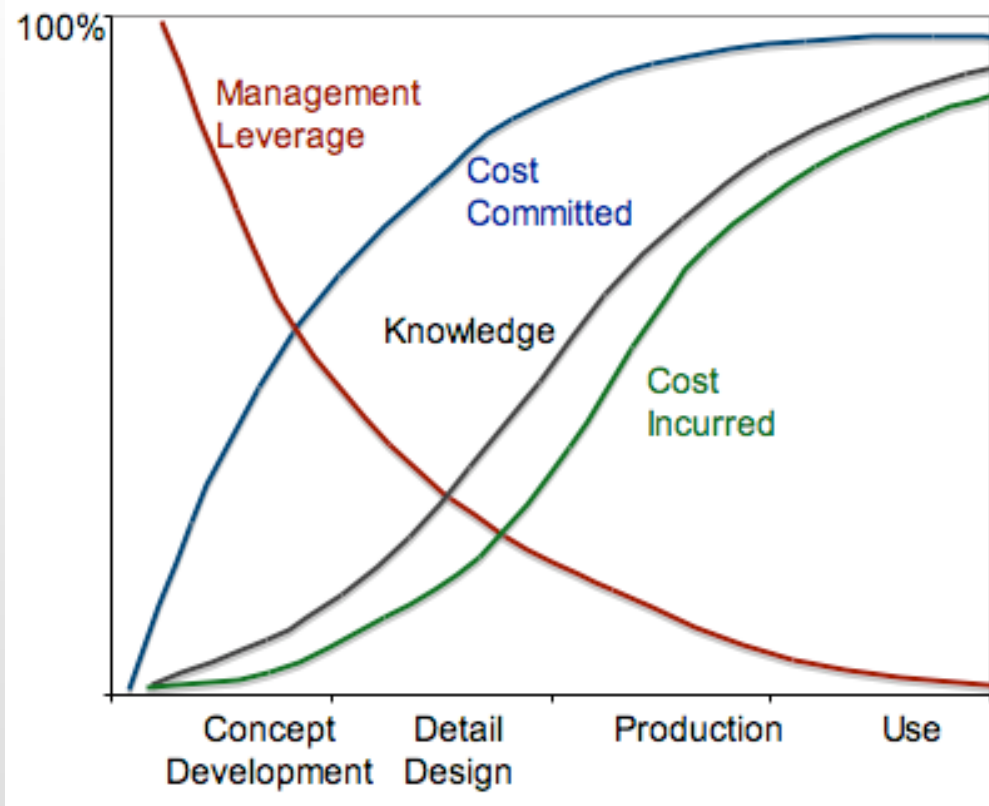 100%
Management
Leverage
Cost
Committed
Knowledge
Cost
Incurred
Concept
Development
Detail
Design
Production
Use